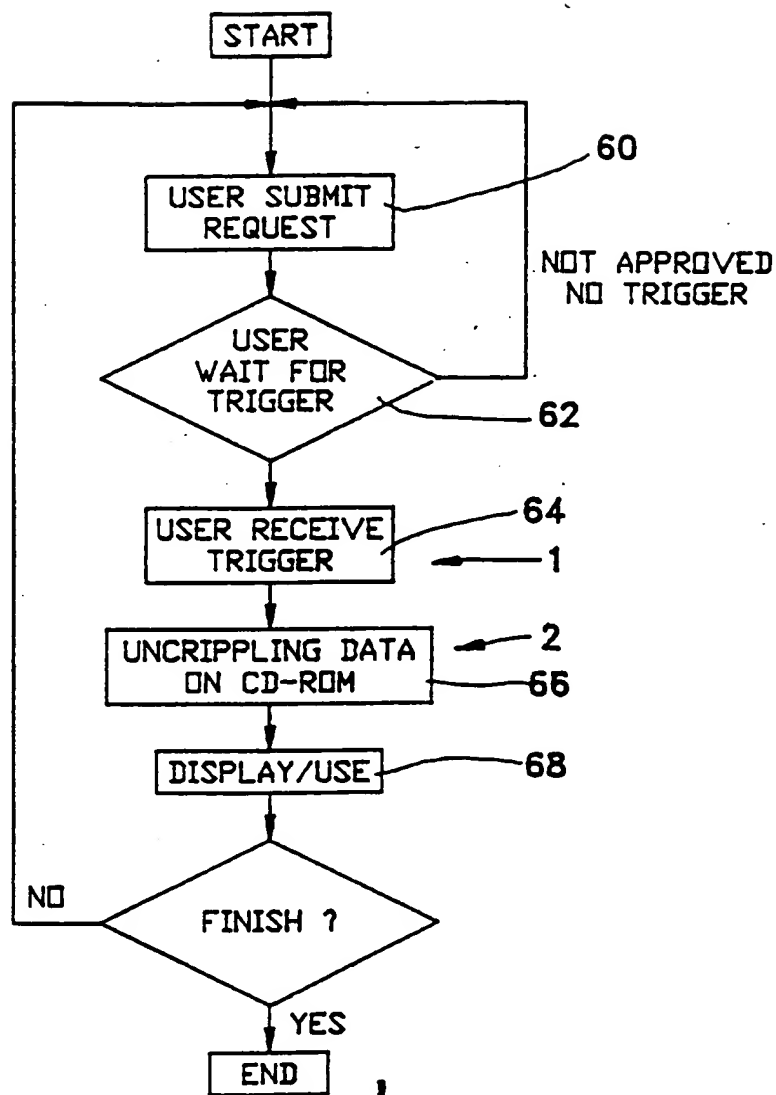 START
60
USER SUBMIT
REQUEST
NOT APPROVED
NO TRIGGER
USER
WAIT FOR
TRIGGER
62
64
USER RECEIVE
TRIGGER
1
2
UNCRIPPLING DATA
ON CD-ROM
66
DISPLAY/USE
68
NO
FINISH ?
YES
END